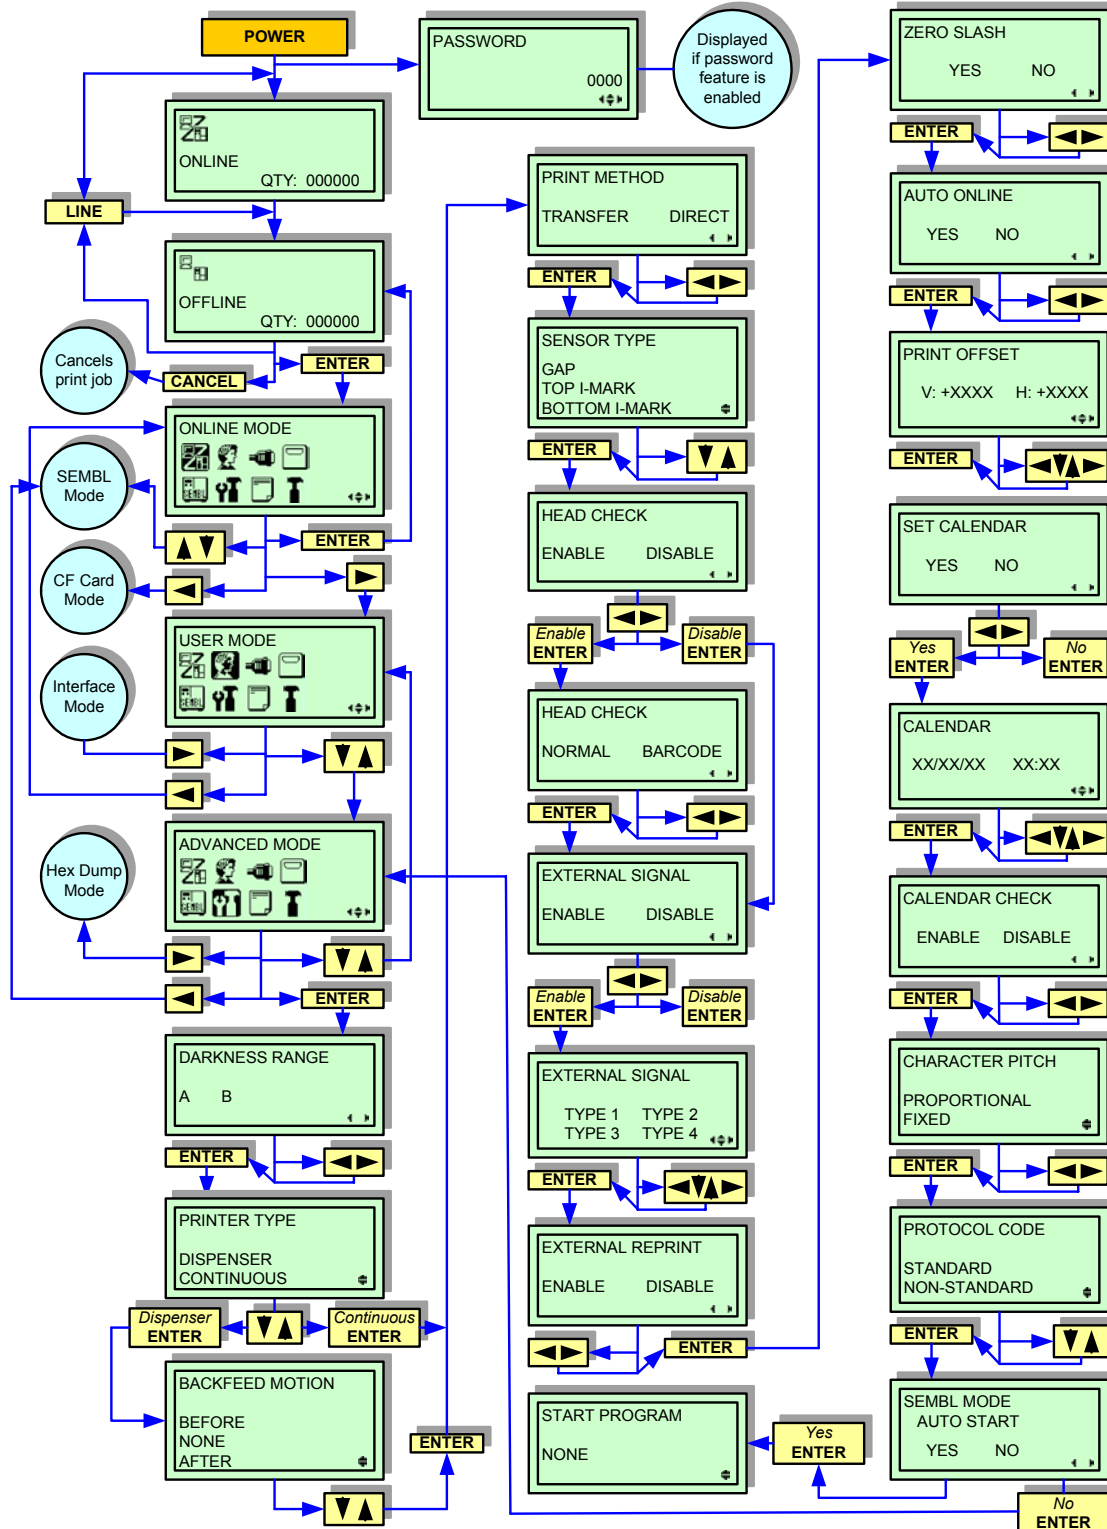 POWER
PASSWORD
0000
Displayed
if password
feature is
enabled
ONLINE
QTY: 000000
LINE
OFFLINE
QTY: 000000
ENTER
CANCEL
Cancels
print job
ONLINE MODE
SEMBL
SEMBL
Mode
ENTER
CF Card
Mode
USER MODE
SEMBL
Interface
Mode
ADVANCED MODE
SEMBL
Hex Dump
Mode
ENTER
DARKNESS RANGE
A B
ENTER
PRINTER TYPE
DISPENSER
CONTINUOUS
Dispenser
ENTER
Continuous
ENTER
BACKFEED MOTION
BEFORE
NONE
AFTER
ENTER
PRINT METHOD
TRANSFER DIRECT
ENTER
SENSOR TYPE
GAP
TOP I-MARK
BOTTOM I-MARK
ENTER
HEAD CHECK
ENABLE DISABLE
Enable
ENTER
Disable
ENTER
HEAD CHECK
NORMAL BARCODE
ENTER
EXTERNAL SIGNAL
ENABLE DISABLE
Enable
ENTER
Disable
ENTER
EXTERNAL SIGNAL
TYPE 1 TYPE 2
TYPE 3 TYPE 4
ENTER
EXTERNAL REPRINT
ENABLE DISABLE
ENTER
START PROGRAM
NONE
Yes
ENTER
ZERO SLASH
YES NO
ENTER
AUTO ONLINE
YES NO
ENTER
PRINT OFFSET
V: +XXXX H: +XXXX
ENTER
SET CALENDAR
YES NO
Yes
ENTER
No
ENTER
CALENDAR
XX/XX/XX XX:XX
ENTER
CALENDAR CHECK
ENABLE DISABLE
ENTER
CHARACTER PITCH
PROPORTIONAL
FIXED
ENTER
PROTOCOL CODE
STANDARD
NON-STANDARD
ENTER
SEMBL MODE
AUTO START
YES NO
No
ENTER